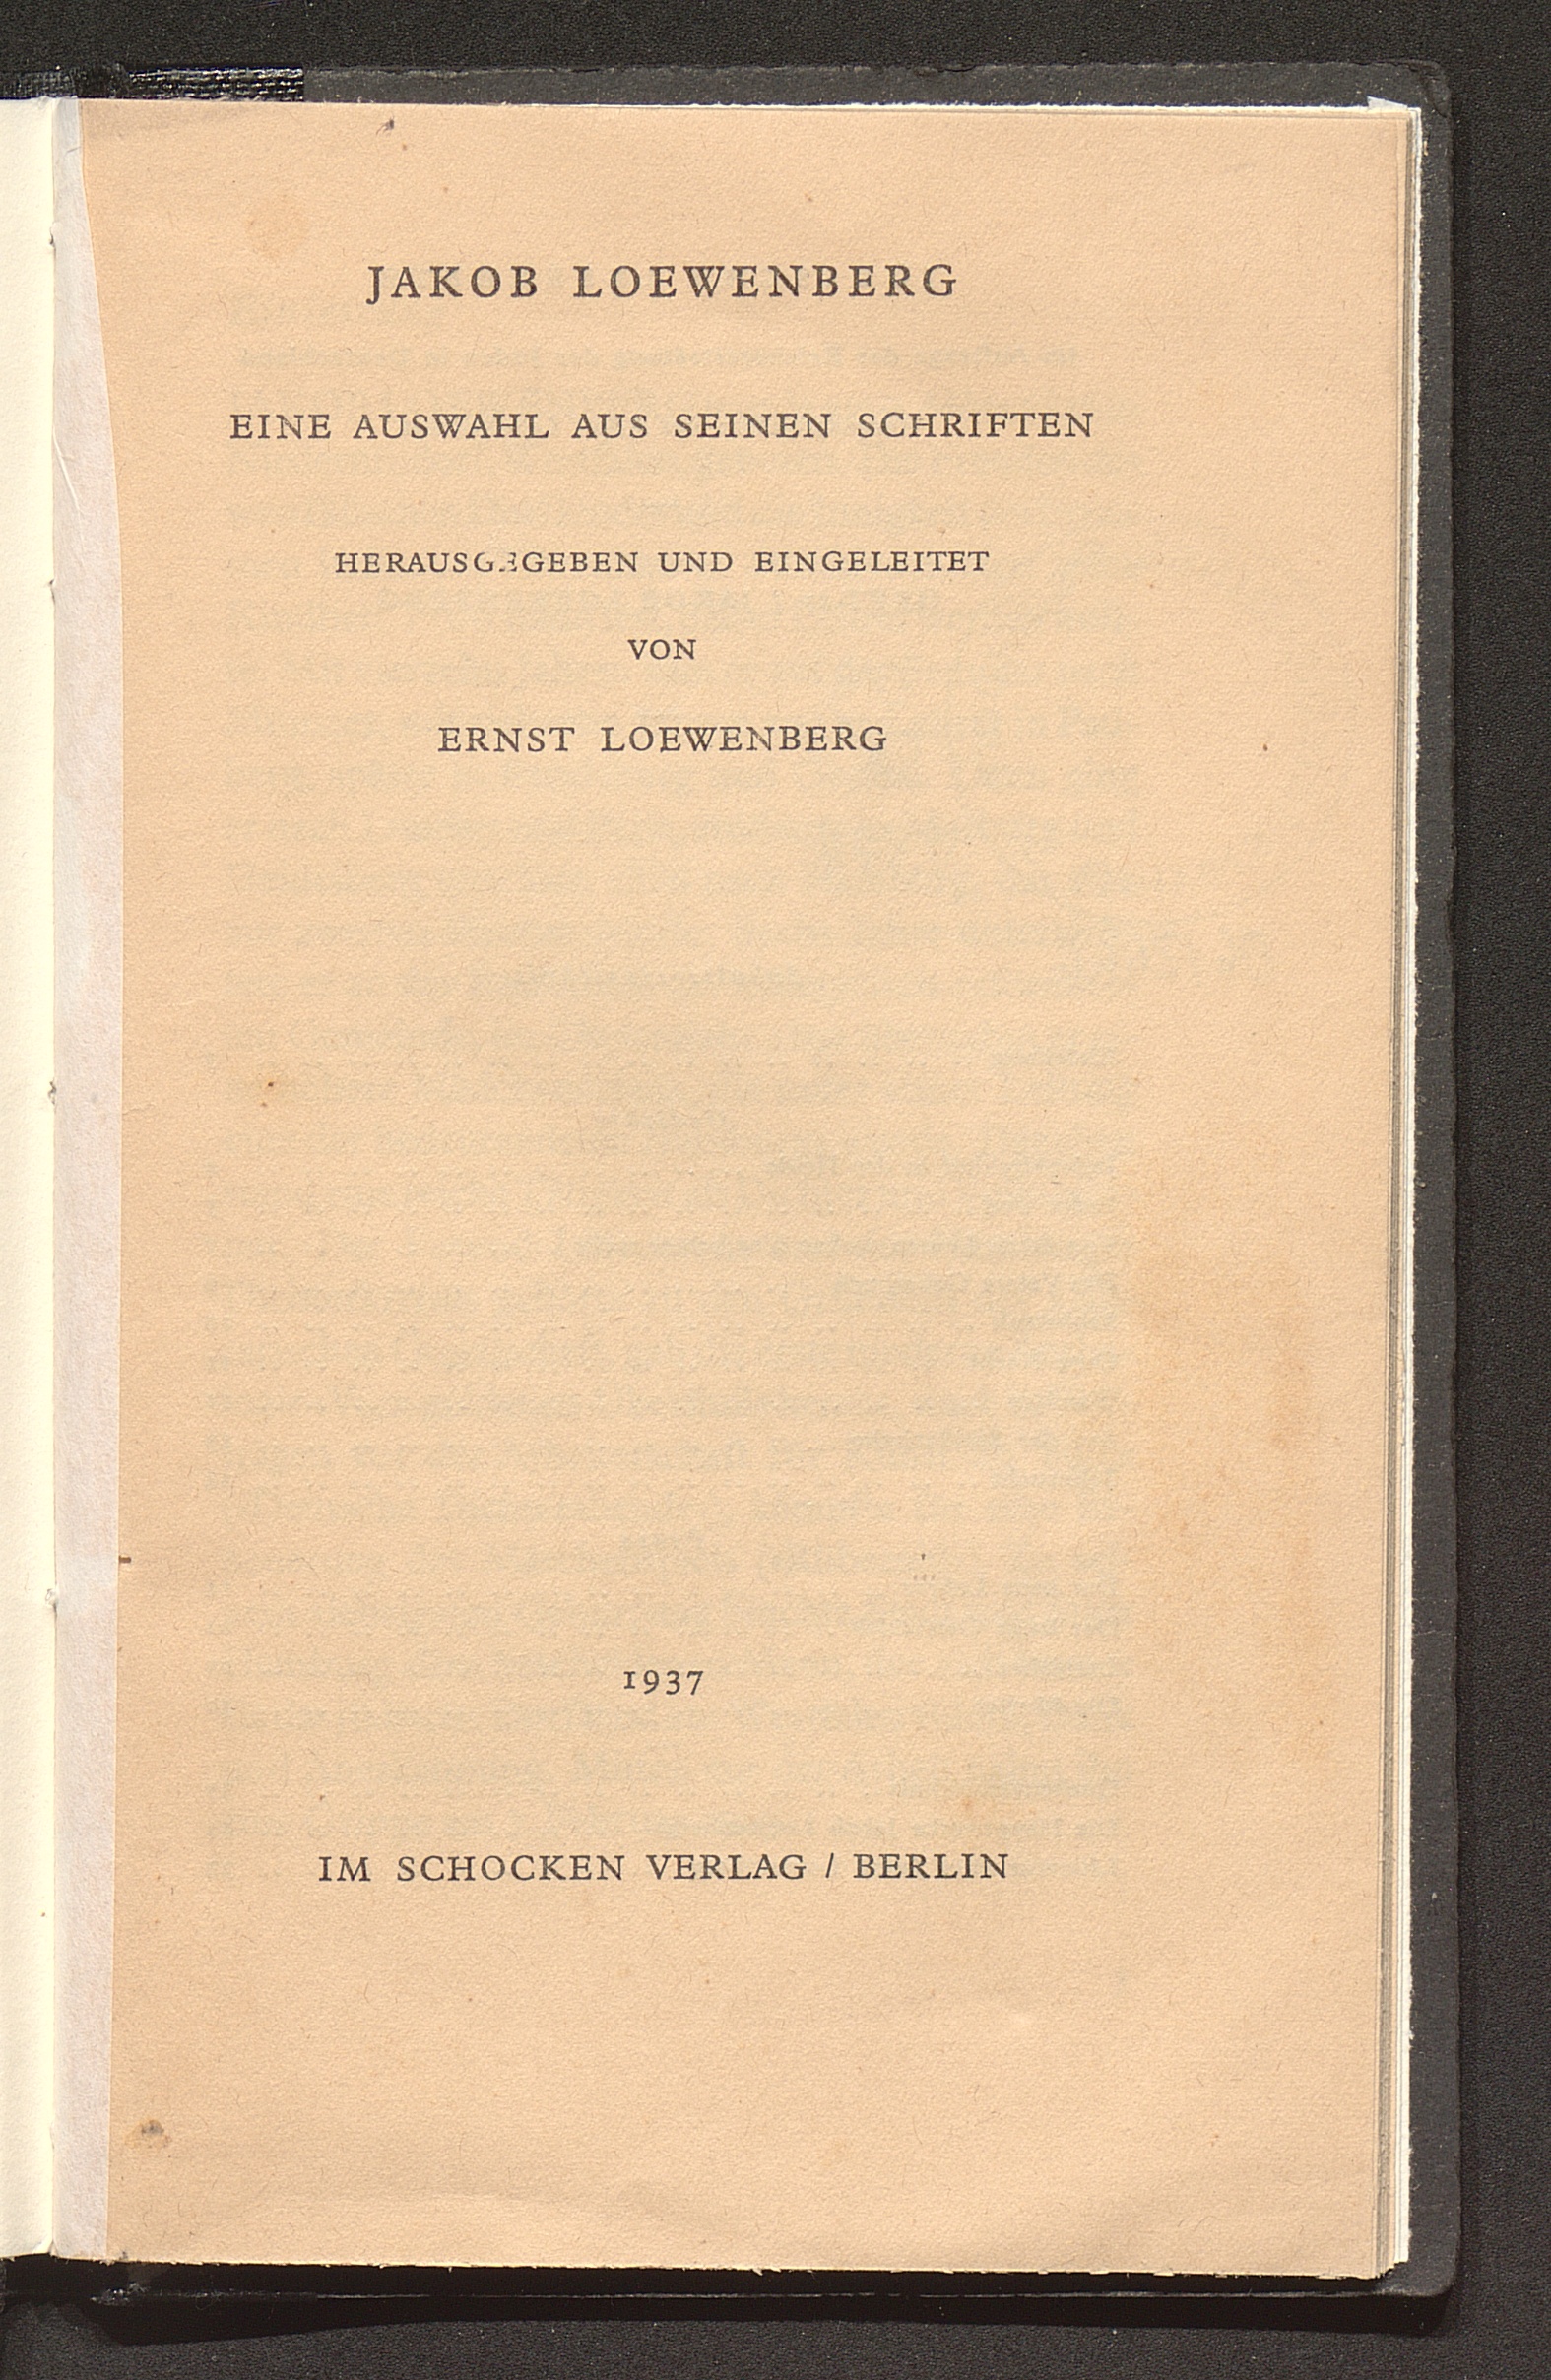 JAKOB LOEWENBERG
EINE AUSWAHL AUS SEINEN SCHRIFTEN
HERAUSGEGEBEN UND EINGELEITET
VON
ERNST LOEWENBERG
1937
IM SCHOCKEN VERLAG / BERLIN